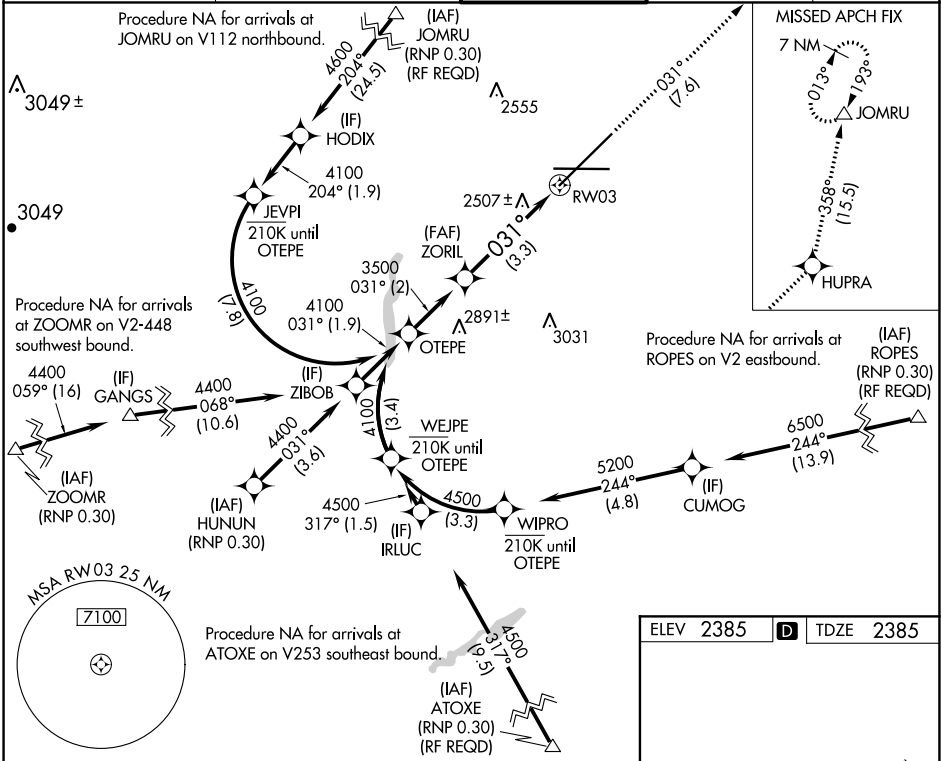 Procedure NA for arrivals at
JOMRU on V112 northbound.
(IAF)
JOMRU
(RNP 0.30)
(RF REQD)
4600
204°
(24.5)
3049 ±
3049
(IF)
HODIX
4100
204° (1.9)
JEVPI
210K until
OTEPE
4100
(7.8)
2555
031°
(7.6)
MISSED APCH FIX
7 NM
013°
193°
JOMRU
358°
(15.5)
HUPRA
2507 ±
RW03
(FAF)
ZORIL
031°
(3.3)
3500
031° (2)
4100
031° (1.9)
OTEPE
2891±
3031
Procedure NA for arrivals
at ZOOMR on V2-448
southwest bound.
4400
059° (16)
(IF)
GANGS
4400
068°
(10.6)
(IAF)
ZOOMR
(RNP 0.30)
(IF)
ZIBOB
4400
031°
(3.6)
(IAF)
HUNUN
(RNP 0.30)
4100
(3.4)
WEJPE
210K until
OTEPE
4500
317° (1.5)
(IF)
IRLUC
4500
(3.3)
WIPRO
210K until
OTEPE
Procedure NA for arrivals at
ROPES on V2 eastbound.
(IAF)
ROPES
(RNP 0.30)
(RF REQD)
6500
244°
(13.9)
5200
244°
(4.8)
(IF)
CUMOG
MSA RW03 25 NM
7100
Procedure NA for arrivals at
ATOXE on V253 southeast bound.
4500
317°
(9.5)
(IAF)
ATOXE
(RNP 0.30)
(RF REQD)
ELEV 2385 D TDZE 2385